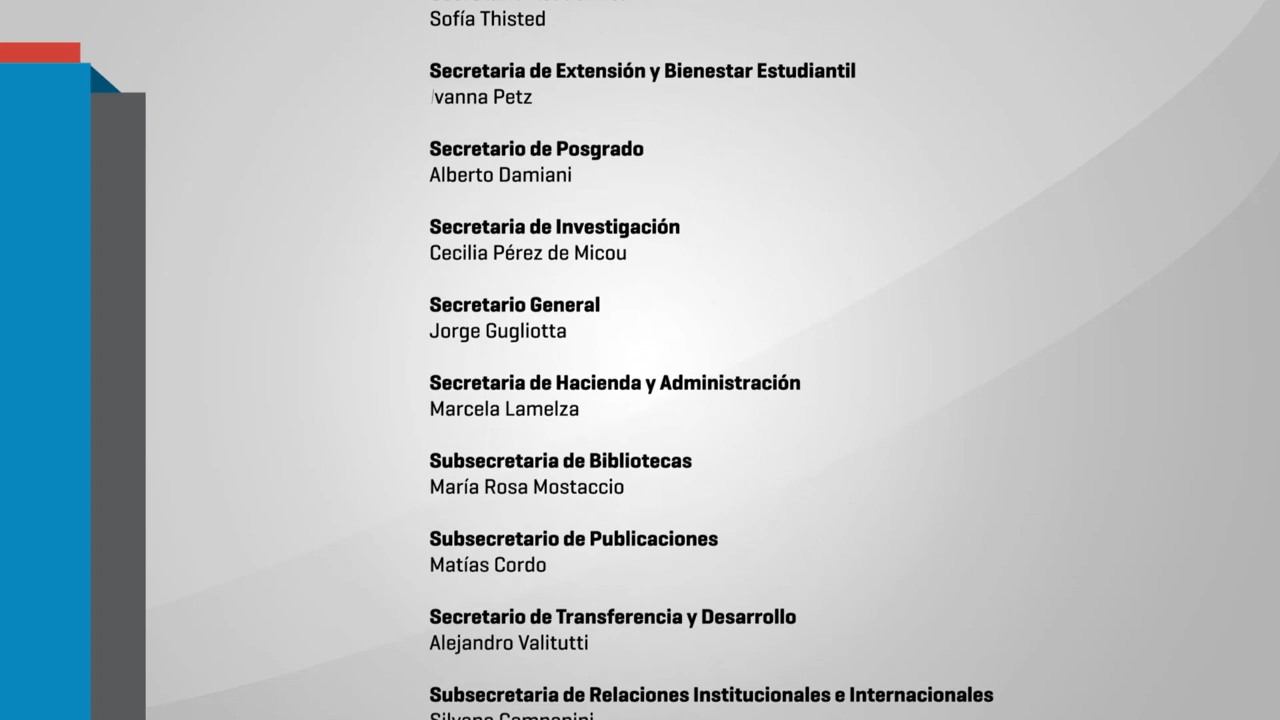 Sofía Thisted
Secretaria de Extensión y Bienestar Estudiantil
Ivanna Petz
Secretario de Posgrado
Alberto Damiani
Secretaria de Investigación
Cecilia Pérez de Micou
Secretario General
Jorge Gugliotta
Secretaria de Hacienda y Administración
Marcela Lamelza
Subsecretaria de Bibliotecas
María Rosa Mostaccio
Subsecretario de Publicaciones
Matías Cordo
Secretario de Transferencia y Desarrollo
Alejandro Valitutti
Subsecretaria de Relaciones Institucionales e Internacionales